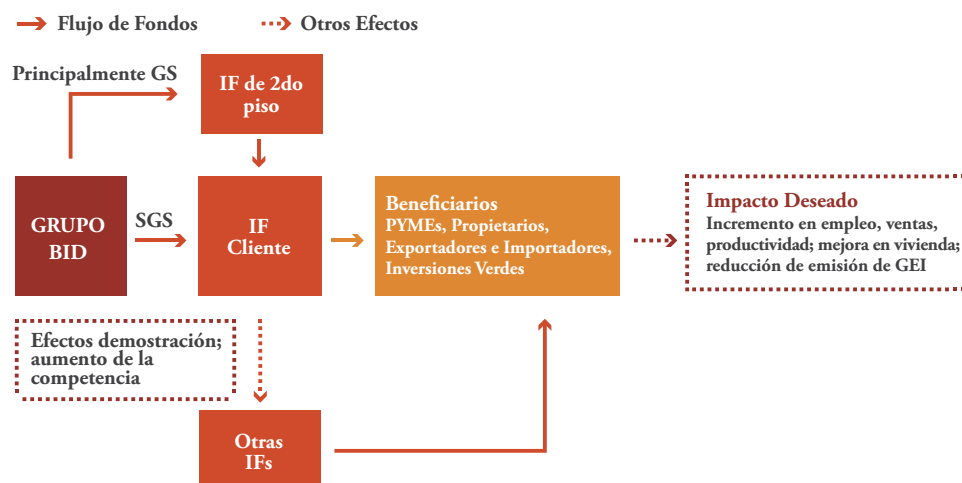 Flujo de Fondos
Otros Efectos
Principalmente GS
IF de 2do
piso
GRUPO
BID
SGS
IF
Cliente
Beneficiarios
PYMEs, Propietarios,
Exportadores e Importadores,
Inversiones Verdes
Impacto Deseado
Incremento en empleo, ventas,
productividad; mejora en vivienda;
reducción de emisión de GEI
Efectos demostración;
aumento de la
competencia
Otras
IFs